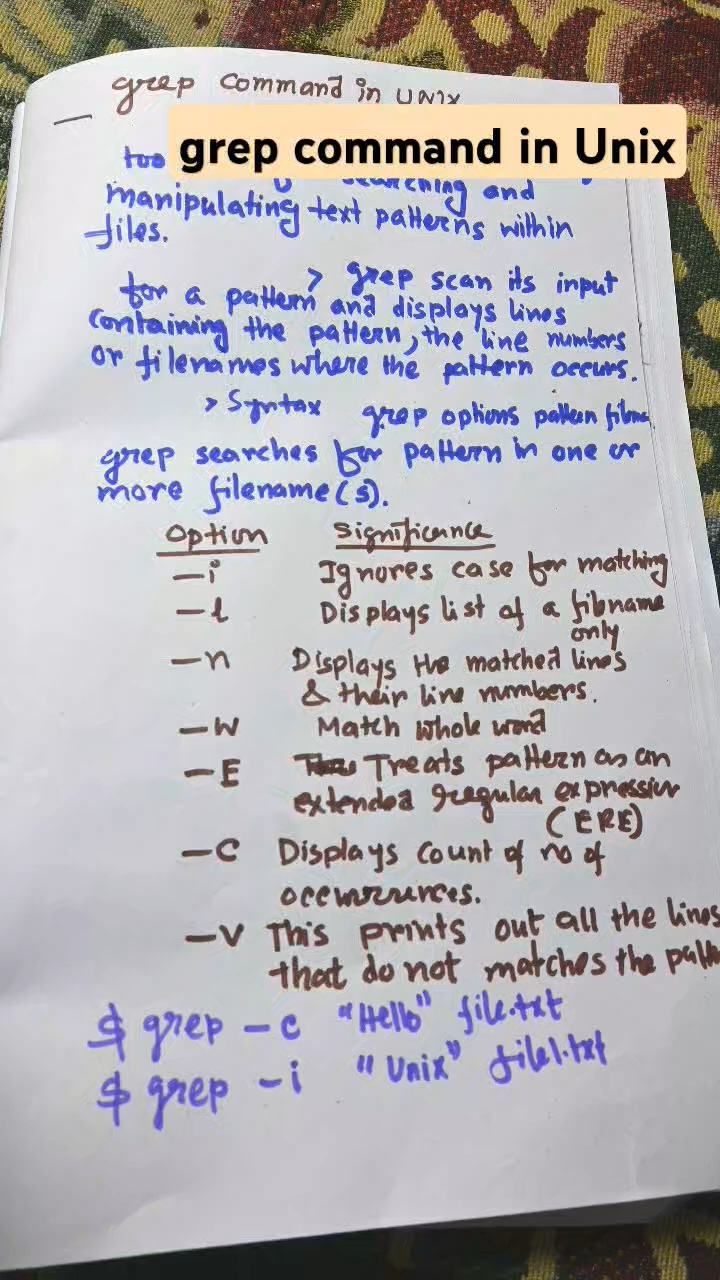 grep command in UNIX
grep command in Unix
too
searching and
manipulating text patterns within
files.
> grep scan its input
for a pattern and displays lines
containing the pattern, the line numbers
or filenames where the pattern occurs.
> Syntax grep options pattern
grep searches for pattern in one or
more filename(s).
Option Significance
-i Ignores case for matching
-l Displays list of a filename
only
-n Displays the matched lines
& their line numbers.
-w Match whole word
-E Treats pattern as an
extended regular expression
(ERE)
-c Displays count of no of
occurrences.
-v This prints out all the lines
that do not matches the
$ grep -c "Hello" file.txt
$ grep -i "Unix" file1.txt